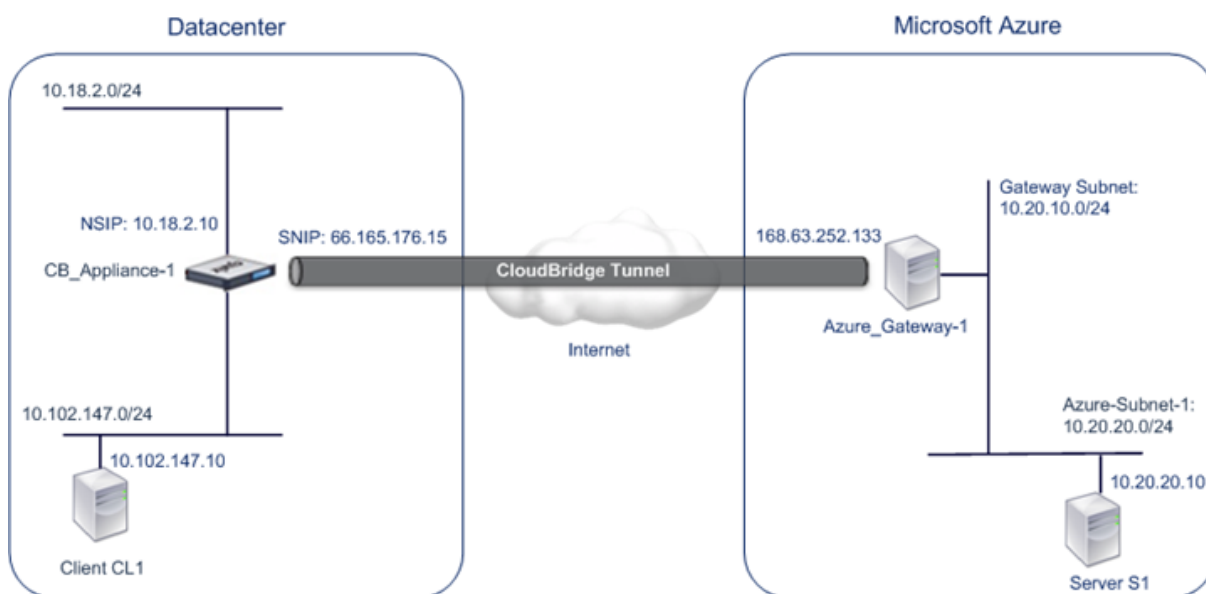 Datacenter
Microsoft Azure
10.18.2.0/24
NSIP: 10.18.2.10
CB_Appliance-1
SNIP: 66.165.176.15
CloudBridge Tunnel
Internet
168.63.252.133
Azure_Gateway-1
Gateway Subnet:
10.20.10.0/24
10.102.147.0/24
10.102.147.10
Client CL1
Azure-Subnet-1:
10.20.20.0/24
10.20.20.10
Server S1